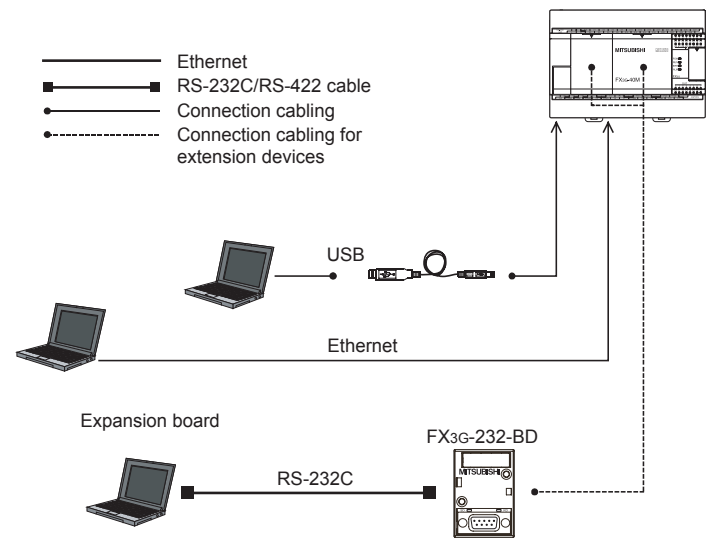 Ethernet
RS-232C/RS-422 cable
Connection cabling
Connection cabling for
extension devices
MITSUBISHI
FX3G-40M
USB
Ethernet
Expansion board
FX3G-232-BD
MITSUBISHI
RS-232C